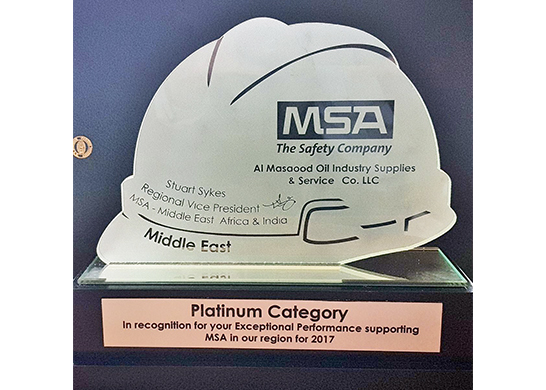 MSA
The Safety Company
Al Masaood Oil Industry Supplies
& Service Co. LLC
Stuart Sykes
Regional Vice President
MSA - Middle East Africa & India
Middle East
Platinum Category
In recognition for your Exceptional Performance supporting
MSA in our region for 2017